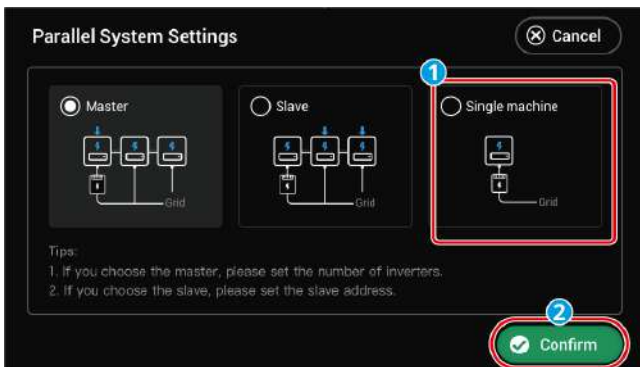 Parallel System Settings
Cancel
1
Master
Slave
Single machine
Grid
Grid
Grid
Tips:
1. If you choose the master, please set the number of inverters.
2. If you choose the slave, please set the slave address.
2
Confirm